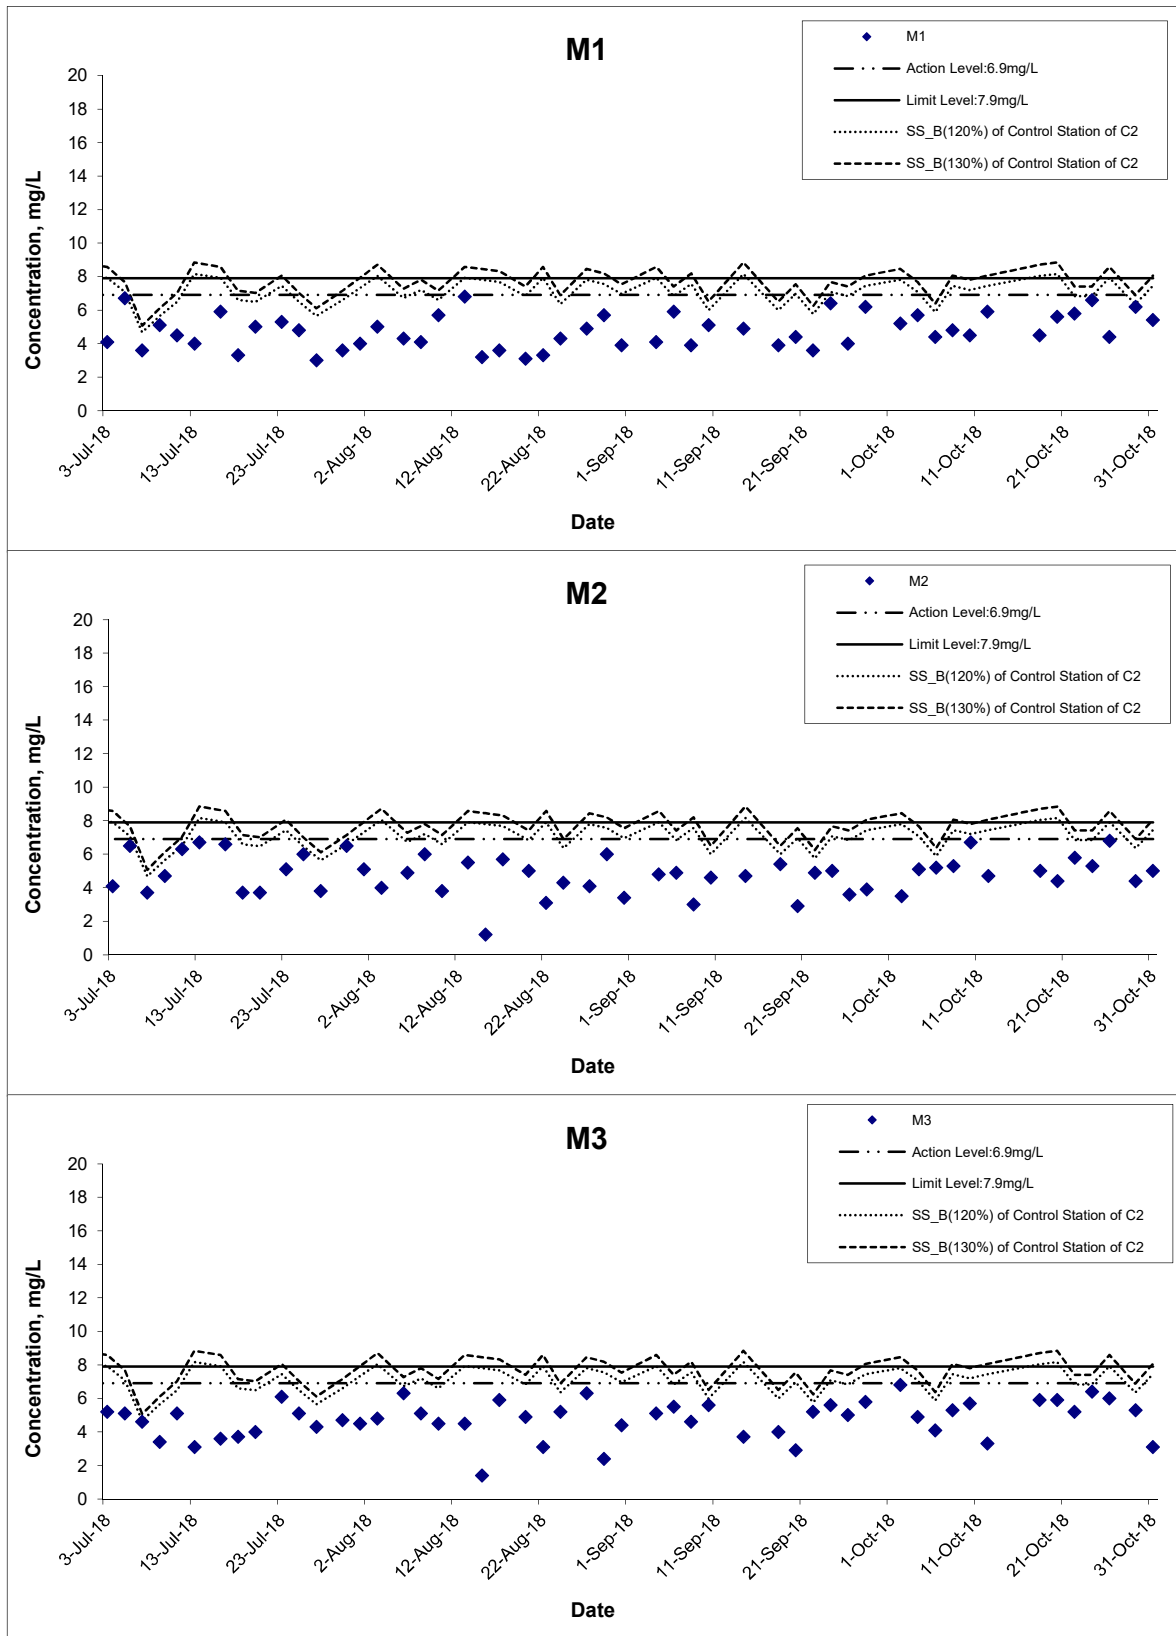 M1
M1
Action Level:6.9mg/L
Limit Level:7.9mg/L
SS_B(120%) of Control Station of C2
SS_B(130%) of Control Station of C2
Concentration, mg/L
20
18
16
14
12
10
8
6
4
2
0
3-Jul-18
13-Jul-18
23-Jul-18
2-Aug-18
12-Aug-18
22-Aug-18
1-Sep-18
11-Sep-18
21-Sep-18
1-Oct-18
11-Oct-18
21-Oct-18
31-Oct-18
Date
M2
M2
Action Level:6.9mg/L
Limit Level:7.9mg/L
SS_B(120%) of Control Station of C2
SS_B(130%) of Control Station of C2
Concentration, mg/L
20
18
16
14
12
10
8
6
4
2
0
3-Jul-18
13-Jul-18
23-Jul-18
2-Aug-18
12-Aug-18
22-Aug-18
1-Sep-18
11-Sep-18
21-Sep-18
1-Oct-18
11-Oct-18
21-Oct-18
31-Oct-18
Date
M3
M3
Action Level:6.9mg/L
Limit Level:7.9mg/L
SS_B(120%) of Control Station of C2
SS_B(130%) of Control Station of C2
Concentration, mg/L
20
18
16
14
12
10
8
6
4
2
0
3-Jul-18
13-Jul-18
23-Jul-18
2-Aug-18
12-Aug-18
22-Aug-18
1-Sep-18
11-Sep-18
21-Sep-18
1-Oct-18
11-Oct-18
21-Oct-18
31-Oct-18
Date